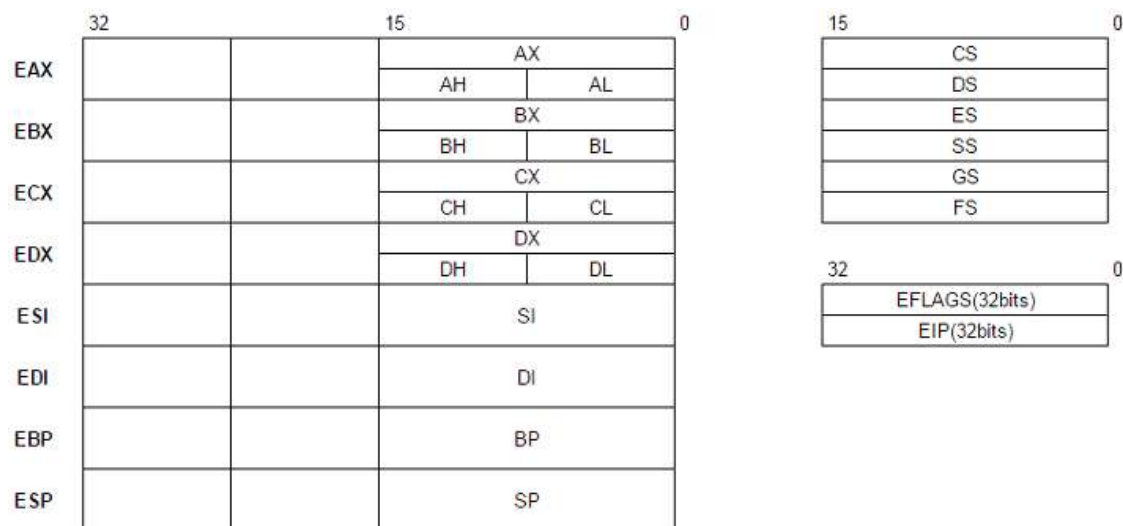 32 15 0
EAX AX
AH AL
EBX BX
BH BL
ECX CX
CH CL
EDX DX
DH DL
ESI SI
EDI DI
EBP BP
ESP SP
15 0
CS
DS
ES
SS
GS
FS
32 0
EFLAGS(32bits)
EIP(32bits)